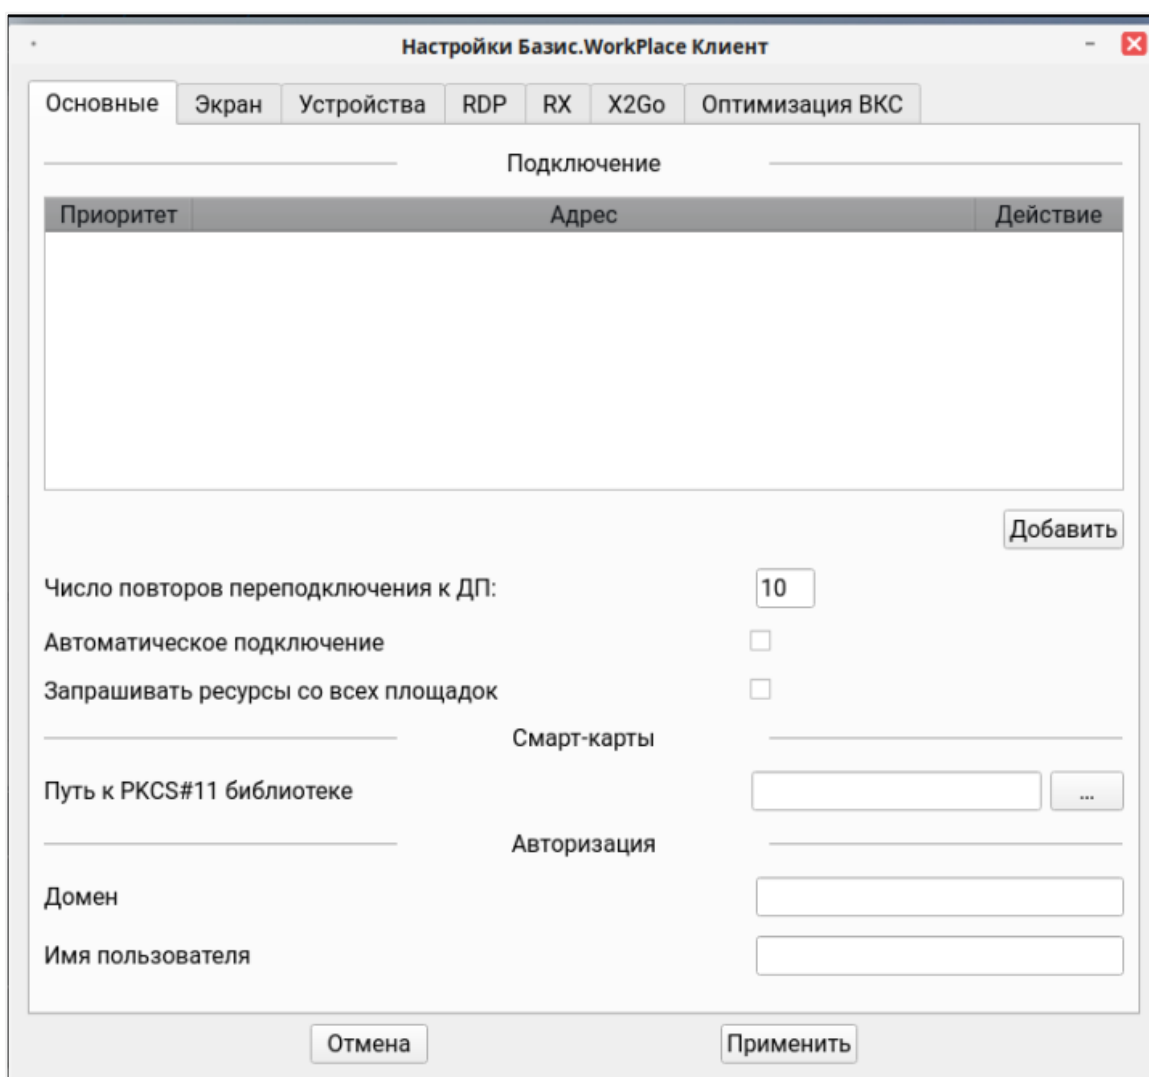 Настройки Базис.WorkPlace Клиент
Основные Экран Устройства RDP RX X2Go Оптимизация ВКС
Подключение
Приоритет Адрес Действие
Добавить
Число повторов переподключения к ДП: 10
Автоматическое подключение
Запрашивать ресурсы со всех площадок
Смарт-карты
Путь к PKCS#11 библиотеке ...
Авторизация
Домен
Имя пользователя
Отмена Применить